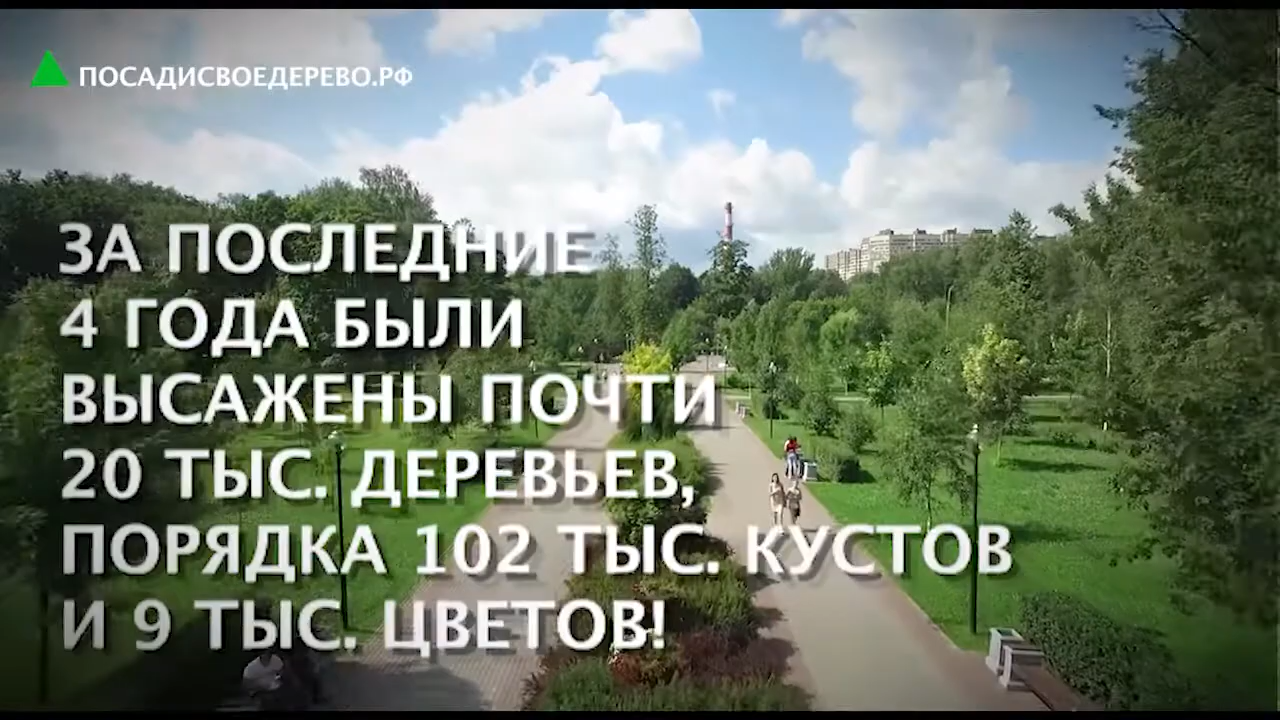 ПОСАДИСВОЕДЕРЕВО.РФ
ЗА ПОСЛЕДНИЕ
4 ГОДА БЫЛИ
ВЫСАЖЕНЫ ПОЧТИ
20 ТЫС. ДЕРЕВЬЕВ,
ПОРЯДКА 102 ТЫС. КУСТОВ
И 9 ТЫС. ЦВЕТОВ!